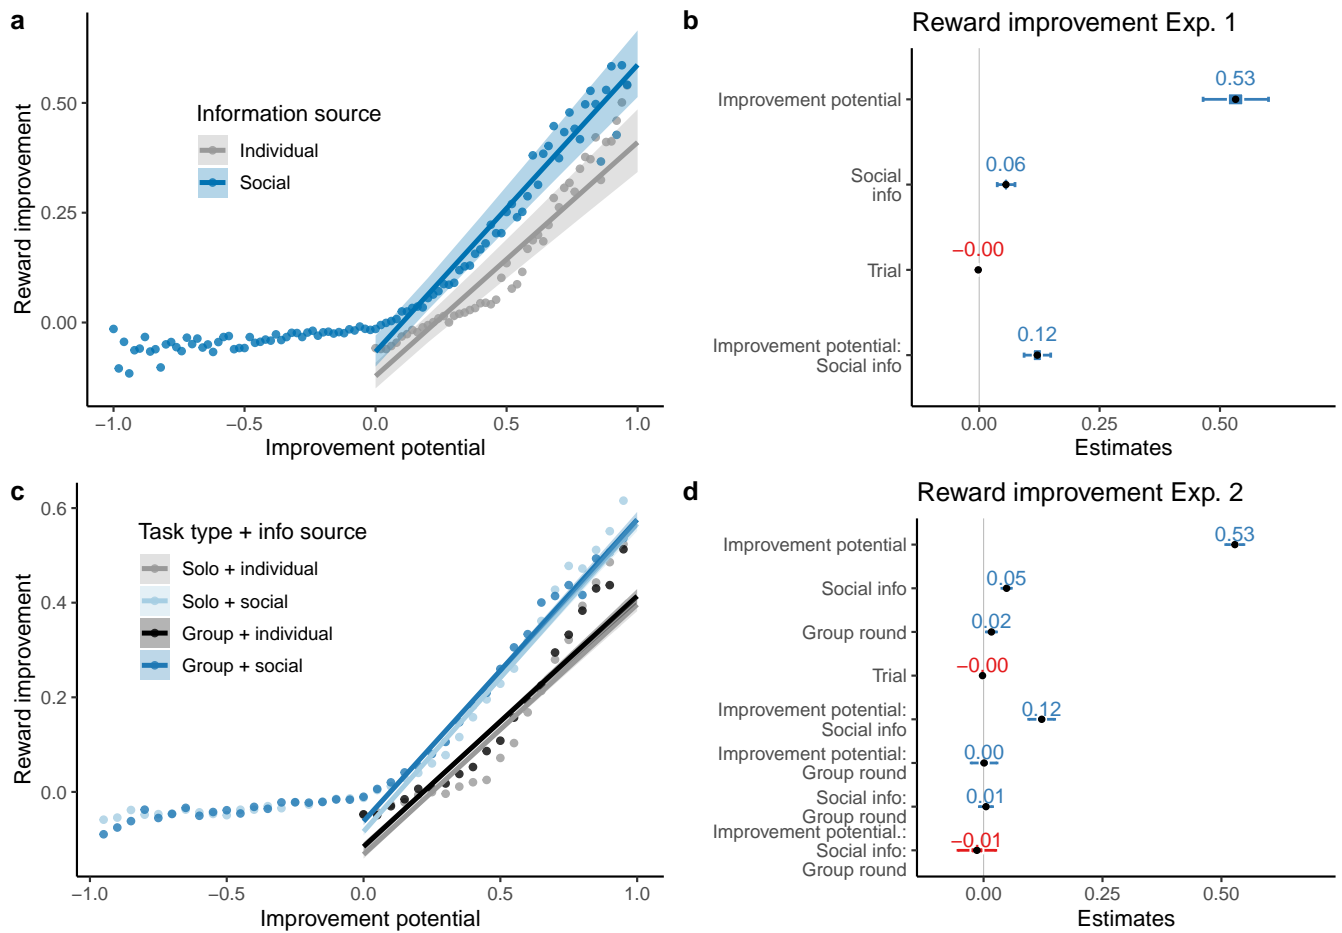 a
Reward improvement
0.50
0.25
0.00
Information source
Individual
Social
−1.0
−0.5
0.0
0.5
1.0
Improvement potential
b
Reward improvement Exp. 1
Improvement potential
Social
info
Trial
Improvement potential:
Social info
0.53
0.06
−0.00
0.12
0.00
0.25
0.50
Estimates
c
Reward improvement
0.6
0.4
0.2
0.0
Task type + info source
Solo + individual
Solo + social
Group + individual
Group + social
−1.0
−0.5
0.0
0.5
1.0
Improvement potential
d
Reward improvement Exp. 2
Improvement potential
Social info
Group round
Trial
Improvement potential:
Social info
Improvement potential:
Group round
Social info:
Group round
Improvement potential.:
Social info:
Group round
0.53
0.05
0.02
−0.00
0.12
0.00
0.01
−0.01
0.00
0.25
0.50
Estimates